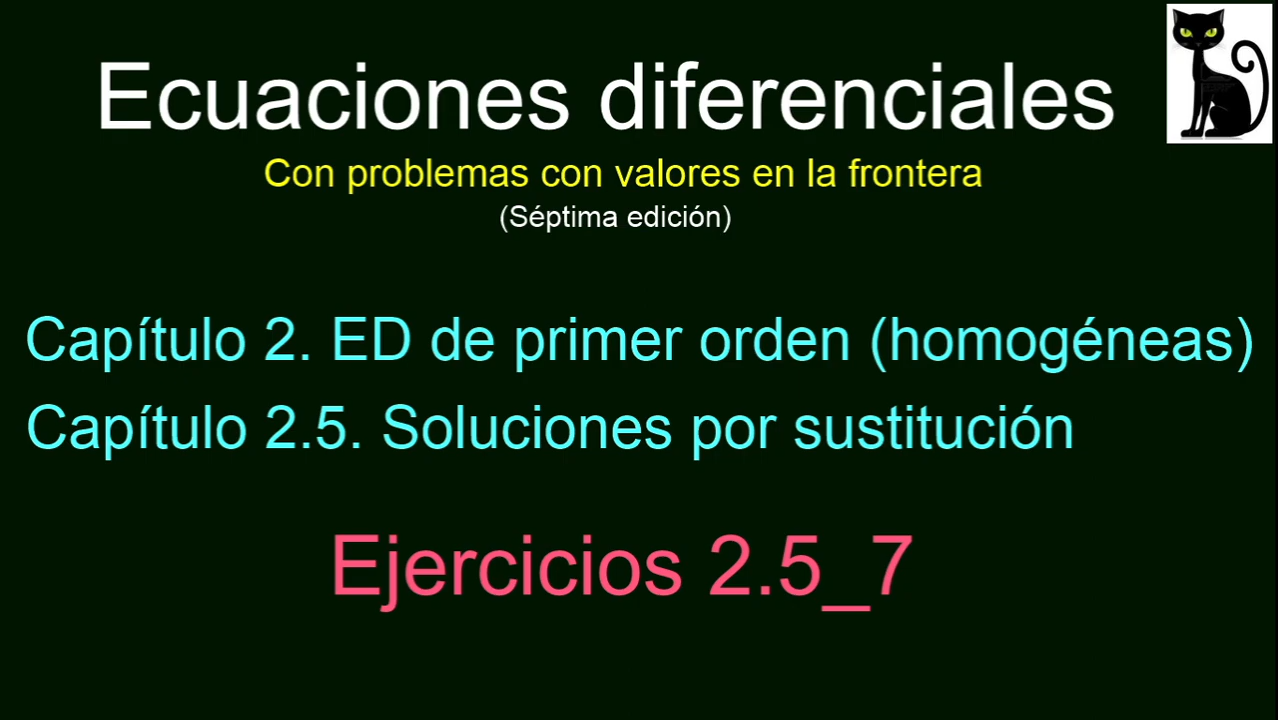 Ecuaciones diferenciales
Con problemas con valores en la frontera
(Séptima edición)
Capítulo 2. ED de primer orden (homogéneas)
Capítulo 2.5. Soluciones por sustitución
Ejercicios 2.5_7